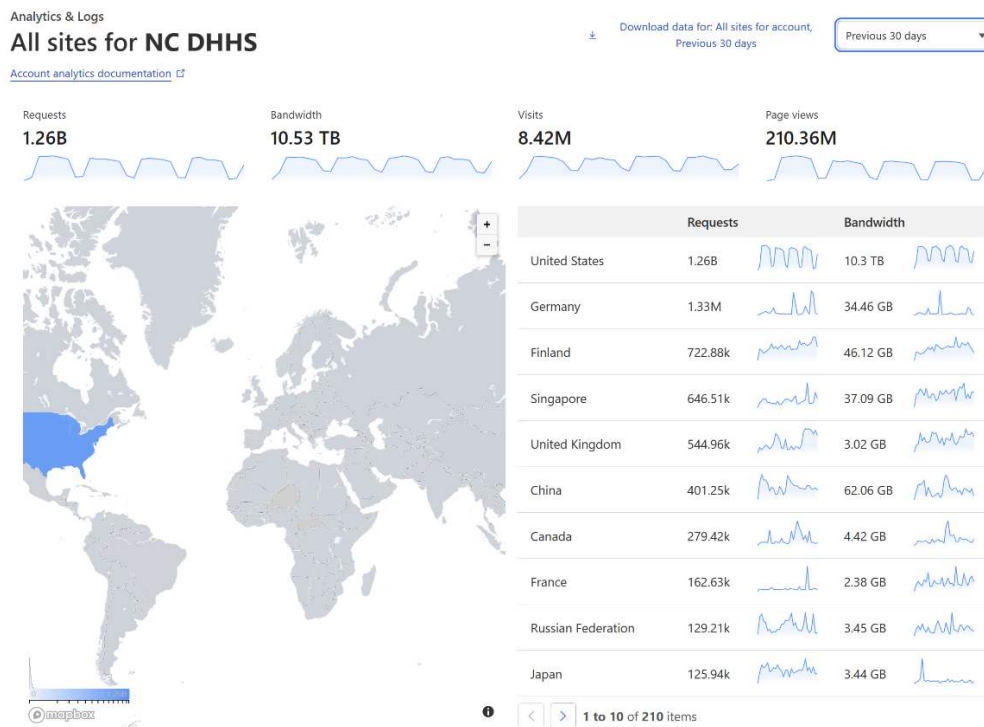 Analytics & Logs
All sites for NC DHHS
Account analytics documentation
Download data for: All sites for account,
Previous 30 days
Previous 30 days
Requests
1.26B
Bandwidth
10.53 TB
Visits
8.42M
Page views
210.36M
+
−
Requests Bandwidth
United States 1.26B 10.3 TB
Germany 1.33M 34.46 GB
Finland 722.88k 46.12 GB
Singapore 646.51k 37.09 GB
United Kingdom 544.96k 3.02 GB
China 401.25k 62.06 GB
Canada 279.42k 4.42 GB
France 162.63k 2.38 GB
Russian Federation 129.21k 3.45 GB
Japan 125.94k 3.44 GB
0
mapbox
1 to 10 of 210 items